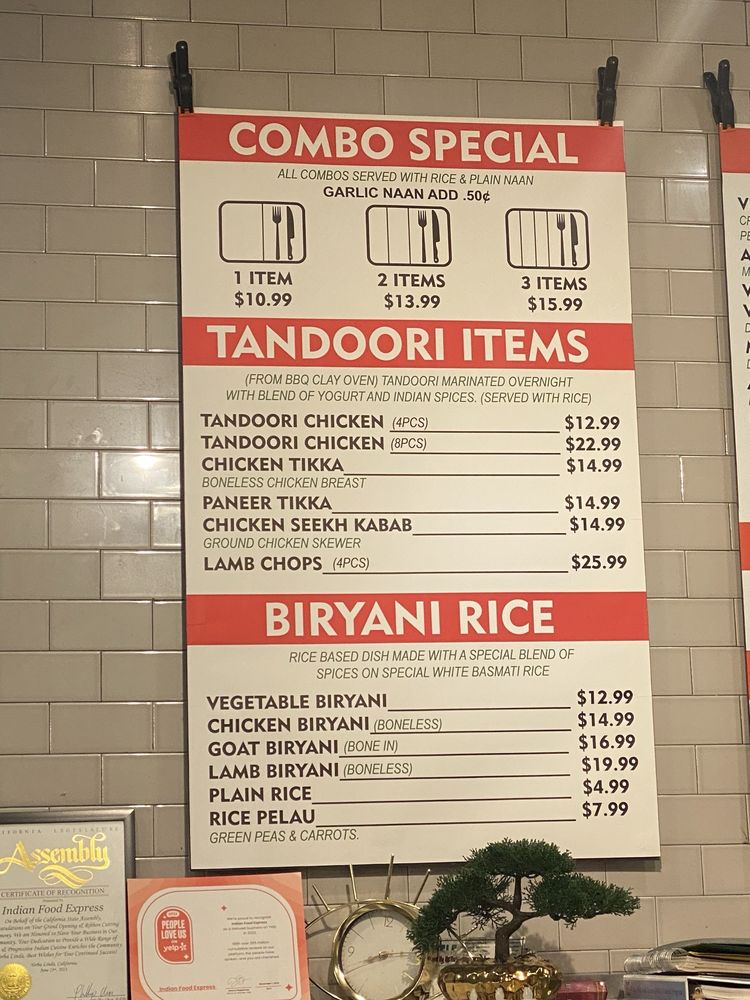 COMBO SPECIAL
ALL COMBOS SERVED WITH RICE & PLAIN NAAN
GARLIC NAAN ADD .50¢
1 ITEM 2 ITEMS 3 ITEMS
$10.99 $13.99 $15.99
TANDOORI ITEMS
(FROM BBQ CLAY OVEN) TANDOORI MARINATED OVERNIGHT
WITH BLEND OF YOGURT AND INDIAN SPICES. (SERVED WITH RICE)
TANDOORI CHICKEN (4PCS) $12.99
TANDOORI CHICKEN (8PCS) $22.99
CHICKEN TIKKA $14.99
BONELESS CHICKEN BREAST
PANEER TIKKA $14.99
CHICKEN SEEKH KABAB $14.99
GROUND CHICKEN SKEWER
LAMB CHOPS (4PCS) $25.99
BIRYANI RICE
RICE BASED DISH MADE WITH A SPECIAL BLEND OF
SPICES ON SPECIAL WHITE BASMATI RICE
VEGETABLE BIRYANI $12.99
CHICKEN BIRYANI (BONELESS) $14.99
GOAT BIRYANI (BONE IN) $16.99
LAMB BIRYANI (BONELESS) $19.99
PLAIN RICE $4.99
RICE PELAU $7.99
GREEN PEAS & CARROTS.
Assembly
CERTIFICATE OF RECOGNITION
Indian Food Express
PEOPLE
LOVE US
yelp
Indian Food Express